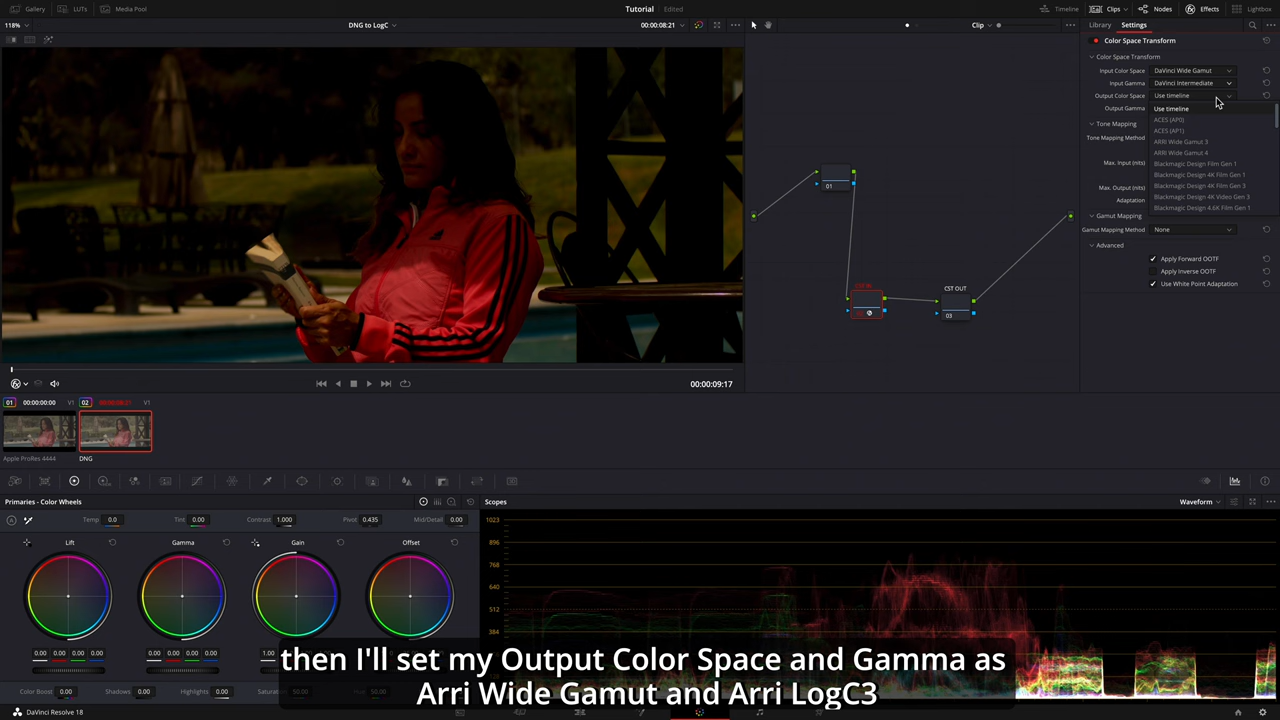 Gallery
LUTs
Media Pool
Tutorial
Edited
Timeline
Clips
Nodes
Effects
Lightbox
118%
DNG to LogC
00:00:08:21
Clip
Library
Settings
Color Space Transform
Color Space Transform
Input Color Space
DaVinci Wide Gamut
Input Gamma
DaVinci Intermediate
Output Color Space
Use timeline
Output Gamma
Use timeline
ACES (AP0)
ACES (AP1)
ARRI Wide Gamut 3
ARRI Wide Gamut 4
Blackmagic Design Film Gen 1
Blackmagic Design 4K Film Gen 1
Blackmagic Design 4K Film Gen 3
Blackmagic Design 4K Video Gen 3
Blackmagic Design 4.6K Film Gen 1
Tone Mapping
Tone Mapping Method
Max. Input (nits)
Max. Output (nits)
Adaptation
Gamut Mapping
Gamut Mapping Method
None
Advanced
Apply Forward OOTF
Apply Inverse OOTF
Use White Point Adaptation
01
CST OUT
03
00:00:09:17
01
00:00:00:00
V1
02
00:00:08:21
V1
Apple ProRes 4444
DNG
Primaries - Color Wheels
Temp
0.0
Tint
0.00
Contrast
1.000
Pivot
0.435
Mid/Detail
0.00
Lift
Gamma
Gain
Offset
0.00
0.00
0.00
0.00
0.00
0.00
0.00
0.00
1.00
Color Boost
0.00
Shadows
0.00
Highlights
0.00
Saturation
50.00
Hue
50.00
Scopes
Waveform
1023
896
768
640
512
384
then I'll set my Output Color Space and Gamma as
Arri Wide Gamut and Arri LogC3
DaVinci Resolve 18